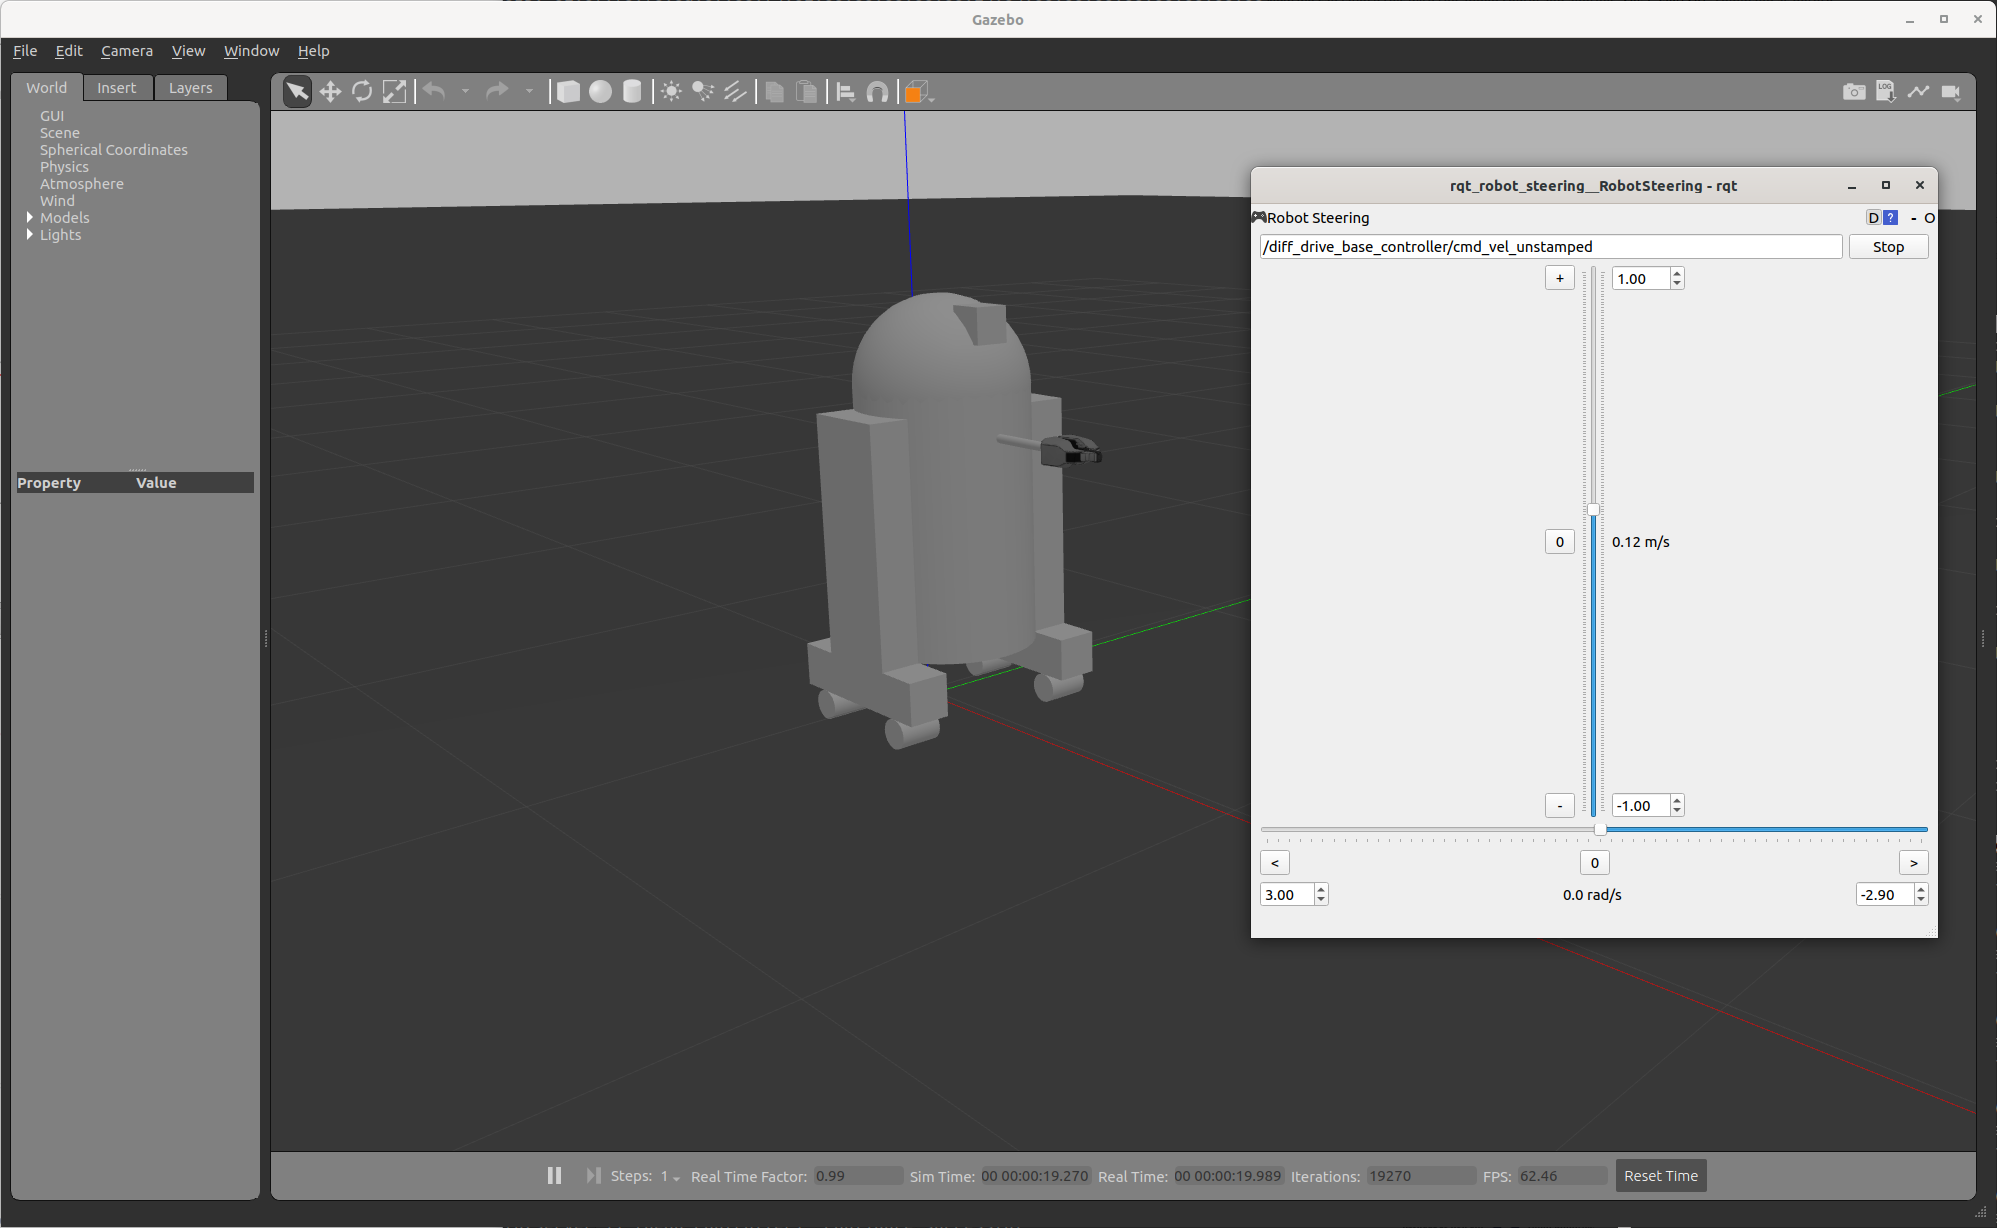 Gazebo
File Edit Camera View Window Help
World Insert Layers
LOG
GUI
Scene
Spherical Coordinates
Physics
Atmosphere
Wind
Models
Lights
Property Value
rqt_robot_steering__RobotSteering - rqt
Robot Steering D ? - O
/diff_drive_base_controller/cmd_vel_unstamped Stop
+ 1.00
0 0.12 m/s
- -1.00
< 0 >
3.00 0.0 rad/s -2.90
Steps: 1 Real Time Factor: 0.99 Sim Time: 00 00:00:19.270 Real Time: 00 00:00:19.989 Iterations: 19270 FPS: 62.46 Reset Time